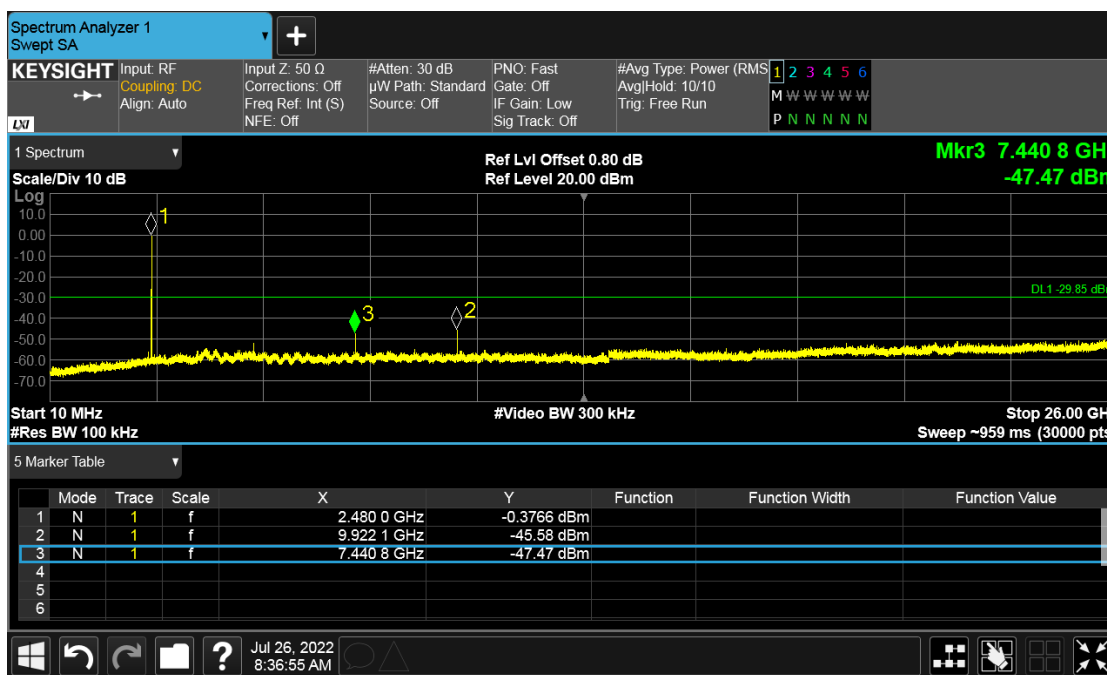 Spectrum Analyzer 1
Swept SA
+
KEYSIGHT
LXI
Input: RF
Coupling: DC
Align: Auto
Input Z: 50 Ω
Corrections: Off
Freq Ref: Int (S)
NFE: Off
#Atten: 30 dB
µW Path: Standard
Source: Off
PNO: Fast
Gate: Off
IF Gain: Low
Sig Track: Off
#Avg Type: Power (RMS
Avg|Hold: 10/10
Trig: Free Run
1 2 3 4 5 6
M W W W W W
P N N N N N
1 Spectrum
Scale/Div 10 dB
Ref Lvl Offset 0.80 dB
Ref Level 20.00 dBm
Mkr3 7.440 8 GH
-47.47 dBm
Log
10.0
0.00
-10.0
-20.0
-30.0
-40.0
-50.0
-60.0
-70.0
1
3
2
DL1 -29.85 dB
Start 10 MHz
#Res BW 100 kHz
#Video BW 300 kHz
Stop 26.00 GH
Sweep ~959 ms (30000 pts
5 Marker Table
Mode Trace Scale X Y Function Function Width Function Value
1 N 1 f 2.480 0 GHz -0.3766 dBm
2 N 1 f 9.922 1 GHz -45.58 dBm
3 N 1 f 7.440 8 GHz -47.47 dBm
4
5
6
?
Jul 26, 2022
8:36:55 AM